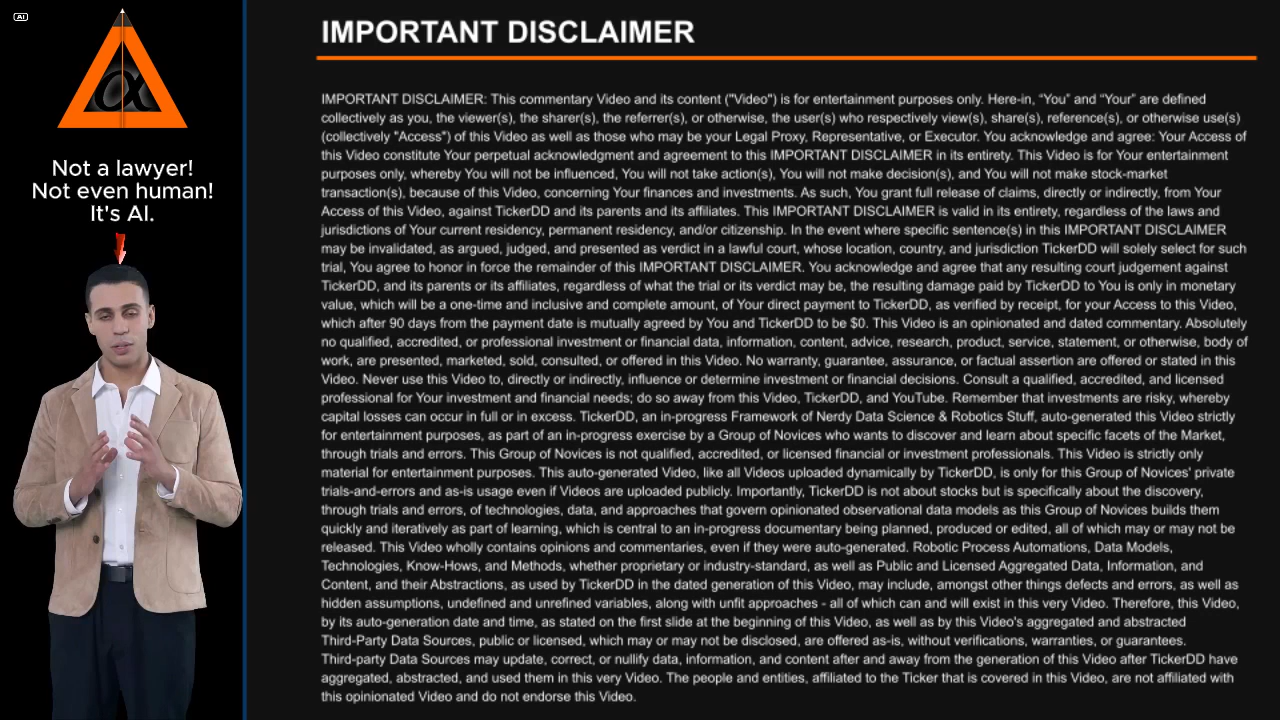 AI
α
Not a lawyer!
Not even human!
It's AI.
IMPORTANT DISCLAIMER
IMPORTANT DISCLAIMER: This commentary Video and its content ("Video") is for entertainment purposes only. Here-in, “You” and “Your” are defined
collectively as you, the viewer(s), the sharer(s), the referrer(s), or otherwise, the user(s) who respectively view(s), share(s), reference(s), or otherwise use(s)
(collectively "Access") of this Video as well as those who may be your Legal Proxy, Representative, or Executor. You acknowledge and agree: Your Access of
this Video constitute Your perpetual acknowledgment and agreement to this IMPORTANT DISCLAIMER in its entirety. This Video is for Your entertainment
purposes only, whereby You will not be influenced, You will not take action(s), You will not make decision(s), and You will not make stock-market
transaction(s), because of this Video, concerning Your finances and investments. As such, You grant full release of claims, directly or indirectly, from Your
Access of this Video, against TickerDD and its parents and its affiliates. This IMPORTANT DISCLAIMER is valid in its entirety, regardless of the laws and
jurisdictions of Your current residency, permanent residency, and/or citizenship. In the event where specific sentence(s) in this IMPORTANT DISCLAIMER
may be invalidated, as argued, judged, and presented as verdict in a lawful court, whose location, country, and jurisdiction TickerDD will solely select for such
trial, You agree to honor in force the remainder of this IMPORTANT DISCLAIMER. You acknowledge and agree that any resulting court judgement against
TickerDD, and its parents or its affiliates, regardless of what the trial or its verdict may be, the resulting damage paid by TickerDD to You is only in monetary
value, which will be a one-time and inclusive and complete amount, of Your direct payment to TickerDD, as verified by receipt, for your Access to this Video,
which after 90 days from the payment date is mutually agreed by You and TickerDD to be $0. This Video is an opinionated and dated commentary. Absolutely
no qualified, accredited, or professional investment or financial data, information, content, advice, research, product, service, statement, or otherwise, body of
work, are presented, marketed, sold, consulted, or offered in this Video. No warranty, guarantee, assurance, or factual assertion are offered or stated in this
Video. Never use this Video to, directly or indirectly, influence or determine investment or financial decisions. Consult a qualified, accredited, and licensed
professional for Your investment and financial needs; do so away from this Video, TickerDD, and YouTube. Remember that investments are risky, whereby
capital losses can occur in full or in excess. TickerDD, an in-progress Framework of Nerdy Data Science & Robotics Stuff, auto-generated this Video strictly
for entertainment purposes, as part of an in-progress exercise by a Group of Novices who wants to discover and learn about specific facets of the Market,
through trials and errors. This Group of Novices is not qualified, accredited, or licensed financial or investment professionals. This Video is strictly only
material for entertainment purposes. This auto-generated Video, like all Videos uploaded dynamically by TickerDD, is only for this Group of Novices' private
trials-and-errors and as-is usage even if Videos are uploaded publicly. Importantly, TickerDD is not about stocks but is specifically about the discovery,
through trials and errors, of technologies, data, and approaches that govern opinionated observational data models as this Group of Novices builds them
quickly and iteratively as part of learning, which is central to an in-progress documentary being planned, produced or edited, all of which may or may not be
released. This Video wholly contains opinions and commentaries, even if they were auto-generated. Robotic Process Automations, Data Models,
Technologies, Know-Hows, and Methods, whether proprietary or industry-standard, as well as Public and Licensed Aggregated Data, Information, and
Content, and their Abstractions, as used by TickerDD in the dated generation of this Video, may include, amongst other things defects and errors, as well as
hidden assumptions, undefined and unrefined variables, along with unfit approaches - all of which can and will exist in this very Video. Therefore, this Video,
by its auto-generation date and time, as stated on the first slide at the beginning of this Video, as well as by this Video's aggregated and abstracted
Third-Party Data Sources, public or licensed, which may or may not be disclosed, are offered as-is, without verifications, warranties, or guarantees.
Third-party Data Sources may update, correct, or nullify data, information, and content after and away from the generation of this Video after TickerDD have
aggregated, abstracted, and used them in this very Video. The people and entities, affiliated to the Ticker that is covered in this Video, are not affiliated with
this opinionated Video and do not endorse this Video.